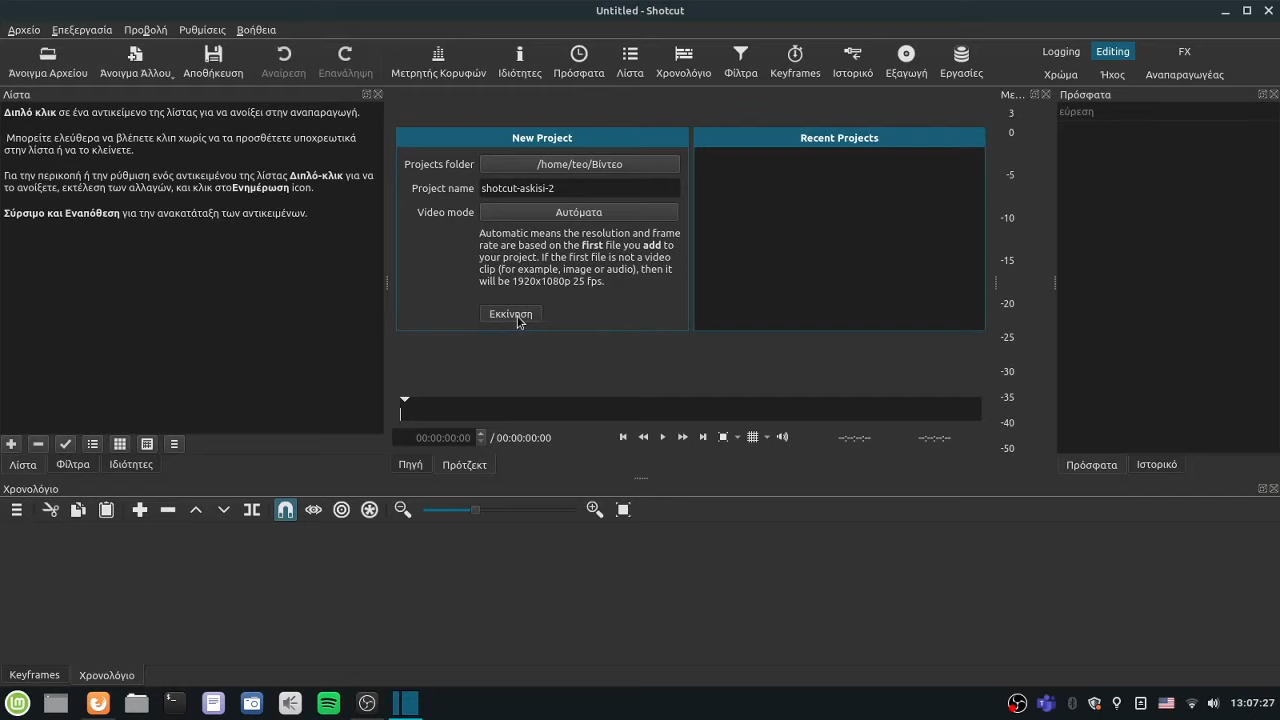 Untitled - Shotcut
Αρχείο Επεξεργασία Προβολή Ρυθμίσεις Βοήθεια
Άνοιγμα Αρχείου Άνοιγμα Άλλου. Αποθήκευση Αναίρεση Επανάληψη Μετρητής Κορυφών Ιδιότητες Πρόσφατα Λίστα Χρονολόγιο Φίλτρα Keyframes Ιστορικό Εξαγωγή Εργασίες
Logging Editing FX
Χρώμα Ήχος Αναπαραγωγέας
Λίστα
Διπλό κλικ σε ένα αντικείμενο της λίστας για να ανοίξει στην αναπαραγωγή.
Μπορείτε ελεύθερα να βλέπετε κλιπ χωρίς να τα προσθέτετε υποχρεωτικά
στην λίστα ή να το κλείνετε.
Για την περικοπή ή την ρύθμιση ενός αντικειμένου της λίστας Διπλό-κλικ για να
το ανοίξετε, εκτέλεση των αλλαγών, και κλικ στοΕνημέρωση icon.
Σύρσιμο και Εναπόθεση για την ανακατάταξη των αντικειμένων.
New Project
Projects folder /home/teo/Βίντεο
Project name shotcut-askisi-2
Video mode Αυτόματα
Automatic means the resolution and frame
rate are based on the first file you add to
your project. If the first file is not a video
clip (for example, image or audio), then it
will be 1920x1080p 25 fps.
Εκκίνηση
Recent Projects
Με...
3
0
-5
-10
-15
-20
-25
-30
-35
-40
-50
Πρόσφατα
εύρεση
00:00:00:00 / 00:00:00:00 --:--:--:-- --:--:--:--
Λίστα Φίλτρα Ιδιότητες
Πηγή Πρότζεκτ
Πρόσφατα Ιστορικό
Χρονολόγιο
Keyframes Χρονολόγιο
13:07:27